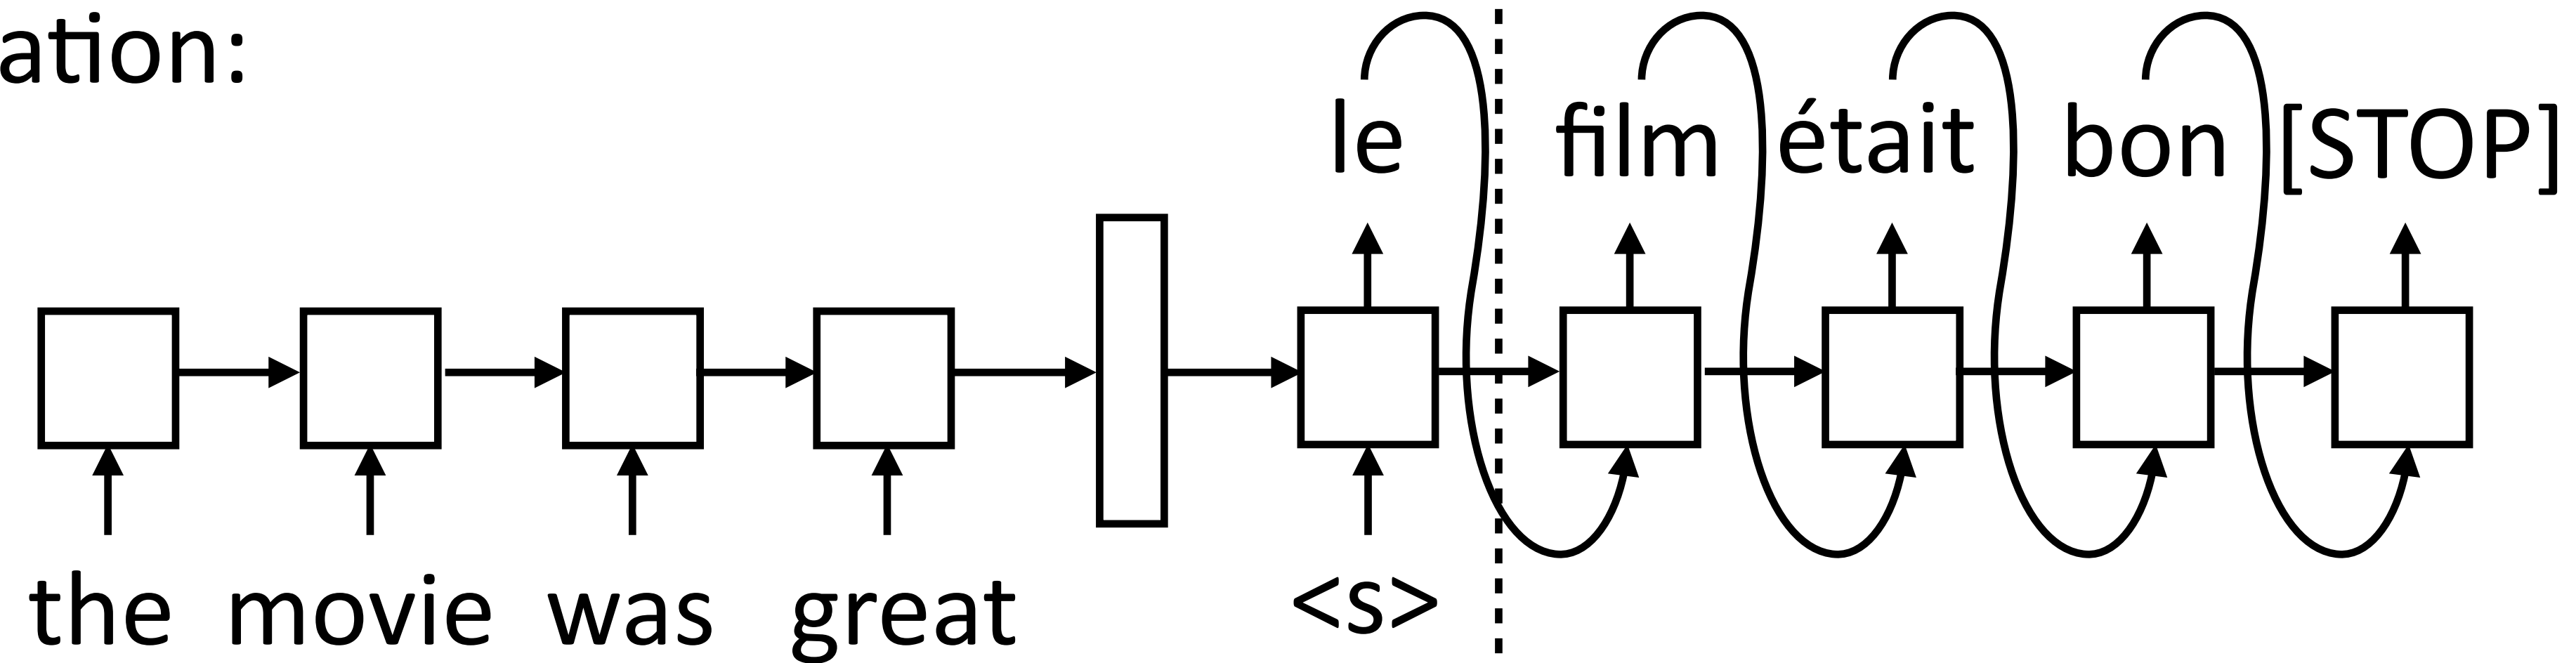 ation:
le film était bon [STOP]
the movie was great <s>